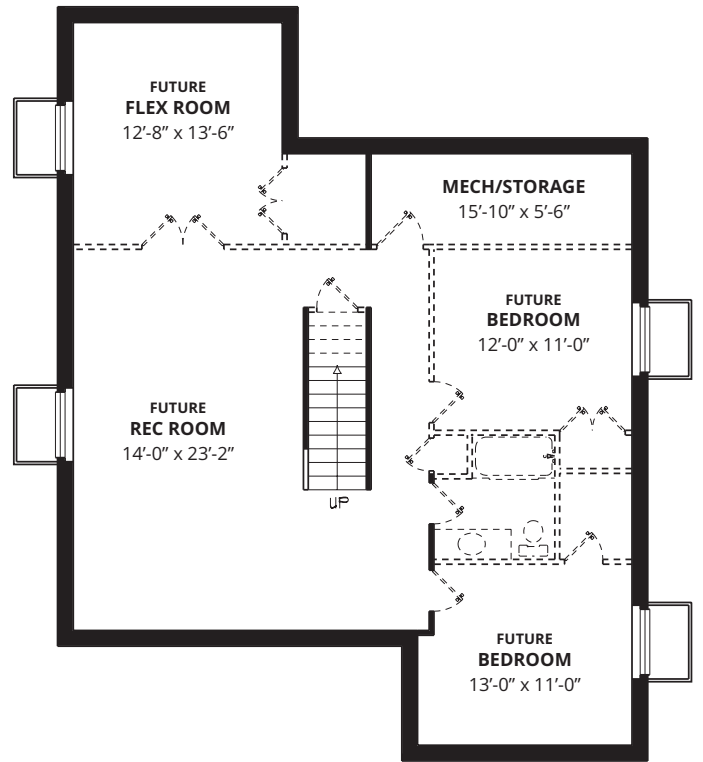 FUTURE
FLEX ROOM
12’-8” x 13’-6”
MECH/STORAGE
15’-10” x 5’-6”
FUTURE
BEDROOM
12’-0” x 11’-0”
FUTURE
REC ROOM
14’-0” x 23’-2”
UP
FUTURE
BEDROOM
13’-0” x 11’-0”